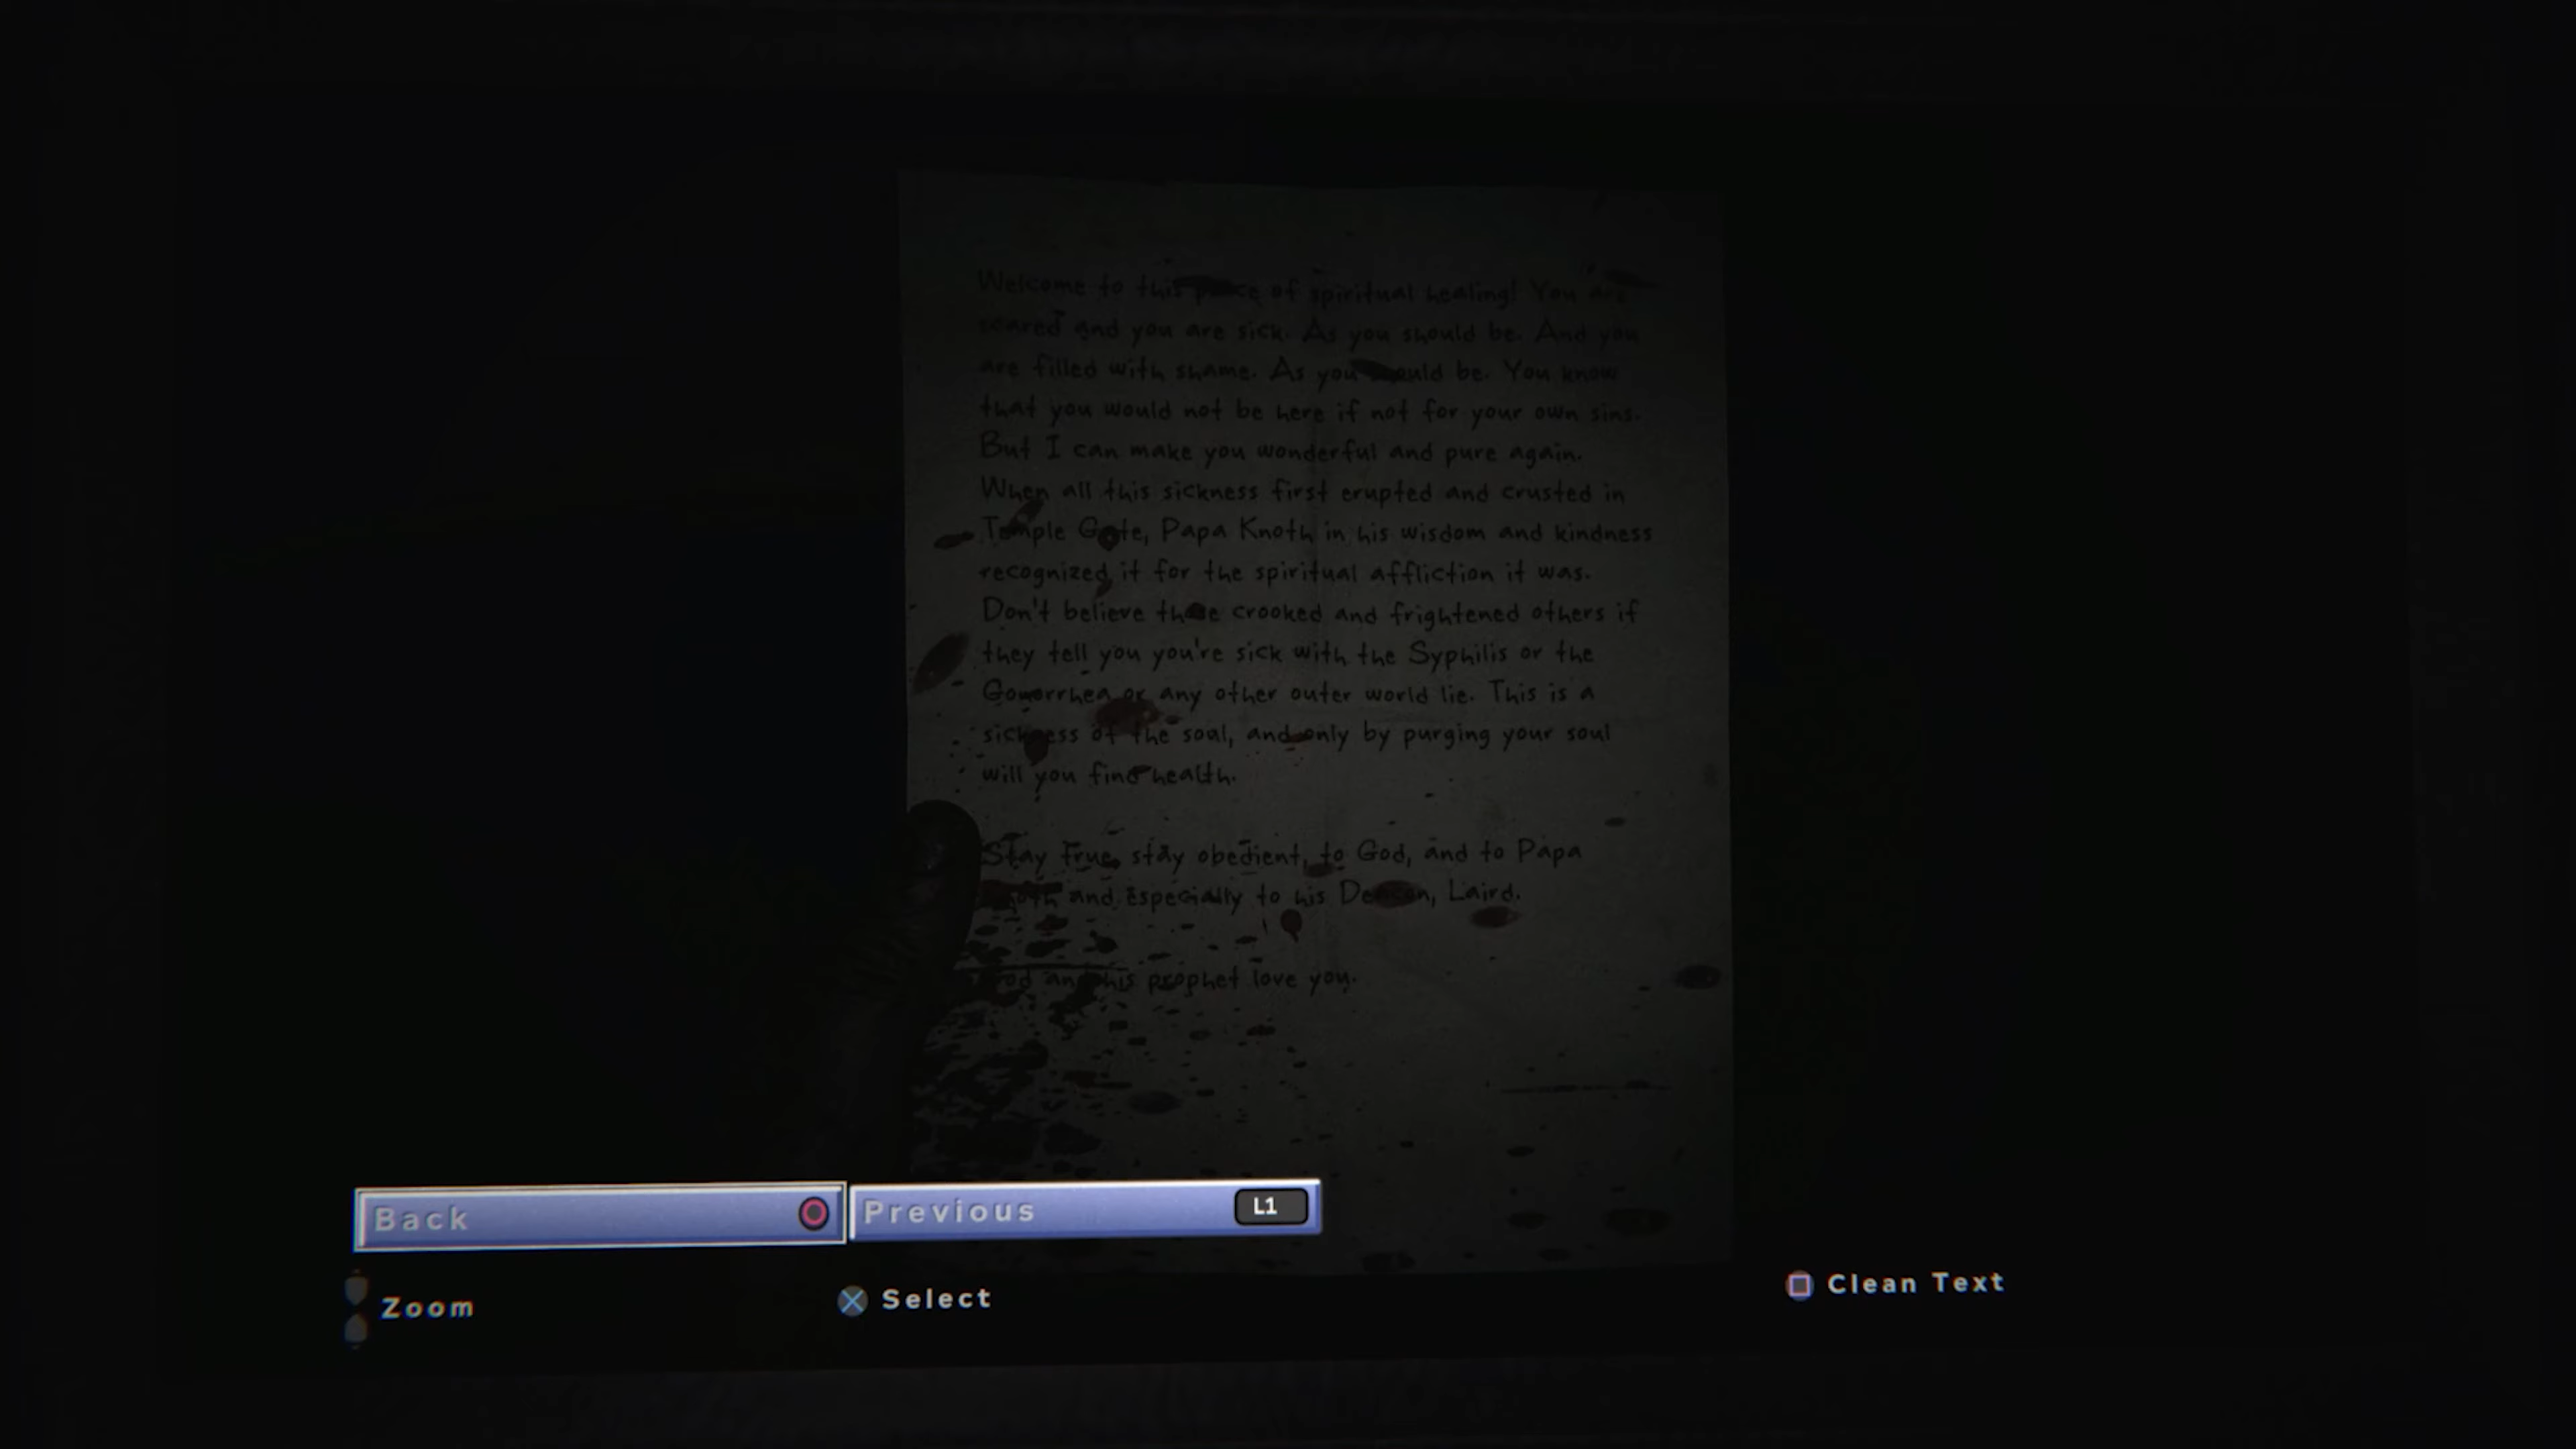 Welcome to this place of spiritual healing! You are
scared and you are sick. As you should be. And you
are filled with shame. As you should be. You know
that you would not be here if not for your own sins.
But I can make you wonderful and pure again.
When all this sickness first erupted and crusted in
Temple Gate, Papa Knoth in his wisdom and kindness
recognized it for the spiritual affliction it was.
Don't believe those crooked and frightened others if
they tell you you're sick with the Syphilis or the
Gomorrhea or any other outer world lie. This is a
sickness of the soul, and only by purging your soul
will you find health.
Stay true, stay obedient, to God, and to Papa
Knoth and especially to his Deacon, Laird.
God and his prophet love you.
Back
Previous L1
Zoom
Select
Clean Text